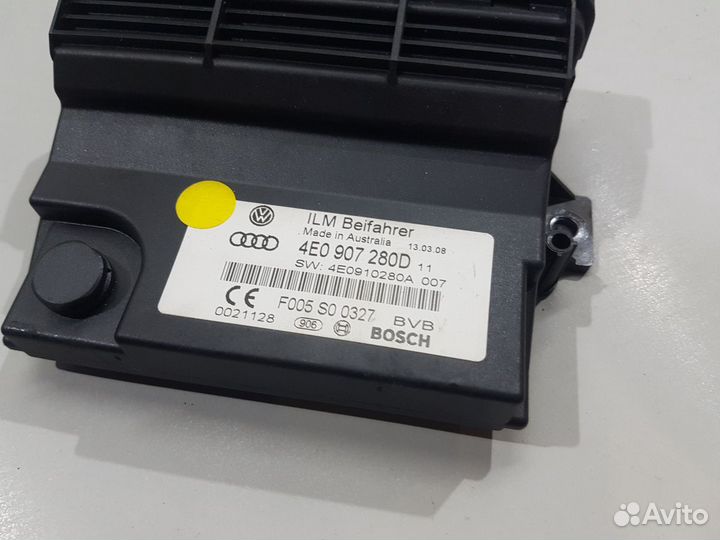 ILM Beifahrer
Made in Australia 13.03.08
4E0 907 280D 11
SW: 4E0910280A 007
CE F005 S0 0327 BVB
0021128 906 BOSCH
Avito